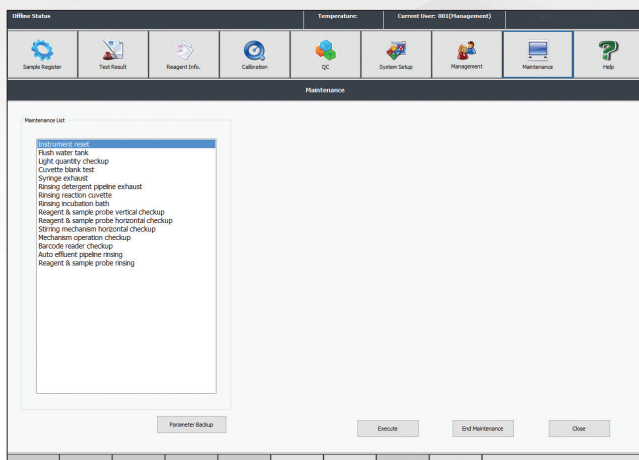 Offline Status
Temperature:
Current User: 001(Management)
Sample Register
Test Result
Reagent Info.
Calibration
QC
System Setup
Management
Maintenance
Help
Maintenance
Maintenance List
Instrument reset
Flush water tank
Light quantity checkup
Cuvette blank test
Syringe exhaust
Rinsing detergent pipeline exhaust
Rinsing reaction cuvette
Rinsing incubation bath
Reagent & sample probe vertical checkup
Reagent & sample probe horizontal checkup
Stirring mechanism horizontal checkup
Mechanism operation checkup
Barcode reader checkup
Auto effluent pipeline rinsing
Reagent & sample probe rinsing
Parameter Backup
Execute
End Maintenance
Close